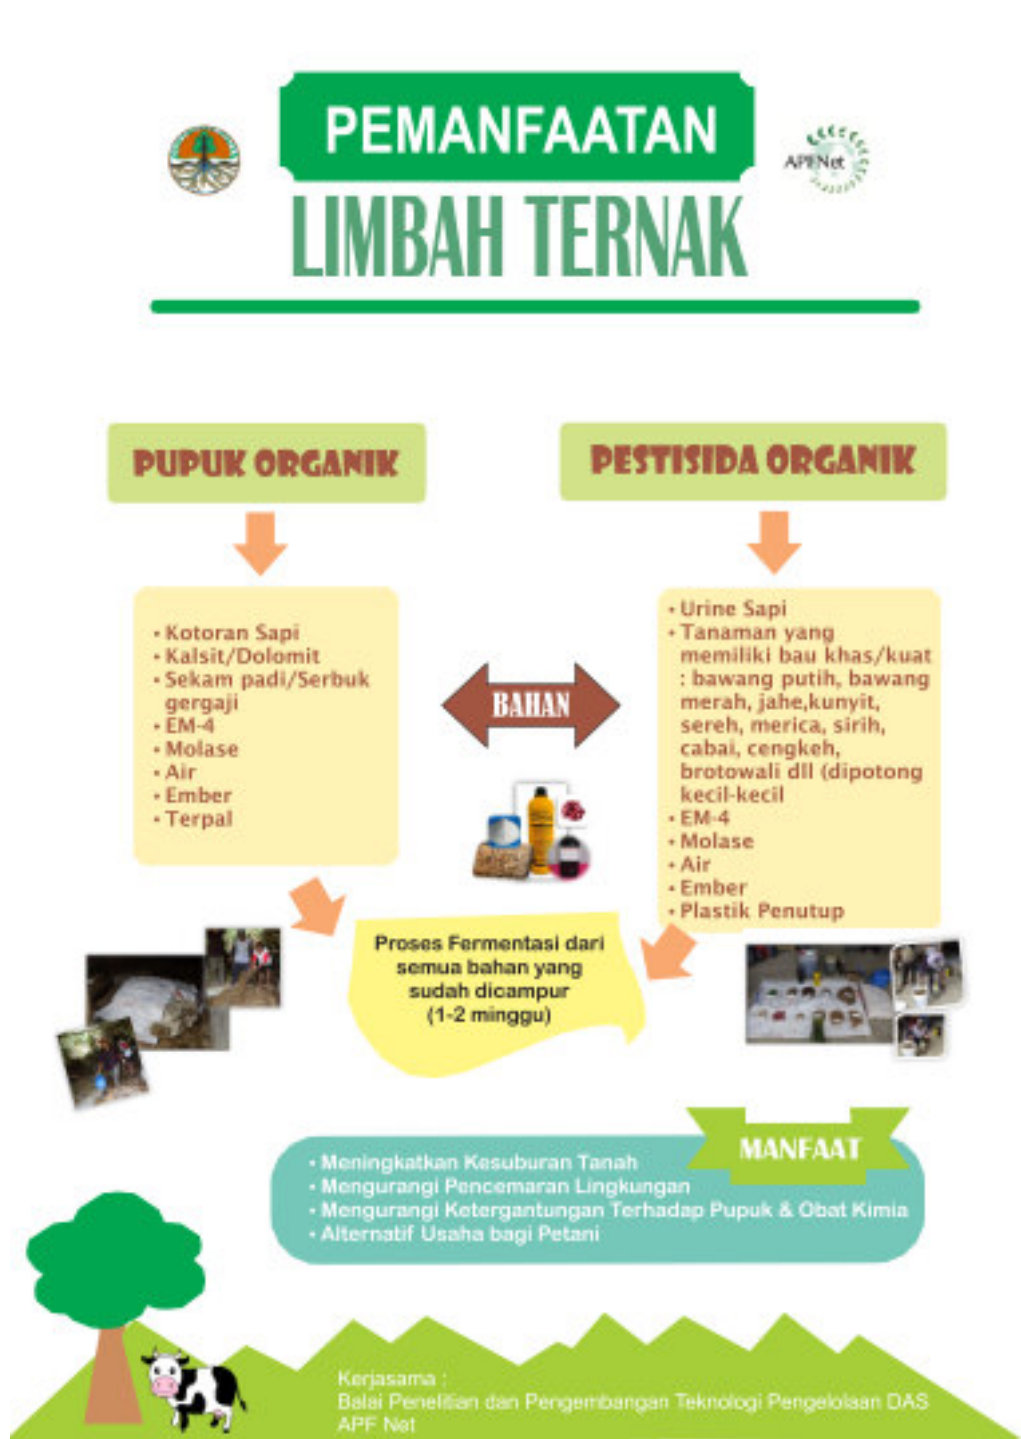 PEMANFAATAN
APFNet
LIMBAH TERNAK
PUPUK ORGANIK
PESTISIDA ORGANIK
• Kotoran Sapi
• Kalsit/Dolomit
• Sekam padi/Serbuk
gergaji
• EM-4
• Molase
• Air
• Ember
• Terpal
BAHAN
• Urine Sapi
• Tanaman yang
memiliki bau khas/kuat
: bawang putih, bawang
merah, jahe,kunyit,
sereh, merica, sirih,
cabai, cengkeh,
brotowali dll (dipotong
kecil-kecil
• EM-4
• Molase
• Air
• Ember
• Plastik Penutup
Proses Fermentasi dari
semua bahan yang
sudah dicampur
(1-2 minggu)
MANFAAT
• Meningkatkan Kesuburan Tanah
• Mengurangi Pencemaran Lingkungan
• Mengurangi Ketergantungan Terhadap Pupuk & Obat Kimia
• Alternatif Usaha bagi Petani
Kerjasama :
Balai Penelitian dan Pengembangan Teknologi Pengelolaan DAS
APF Net